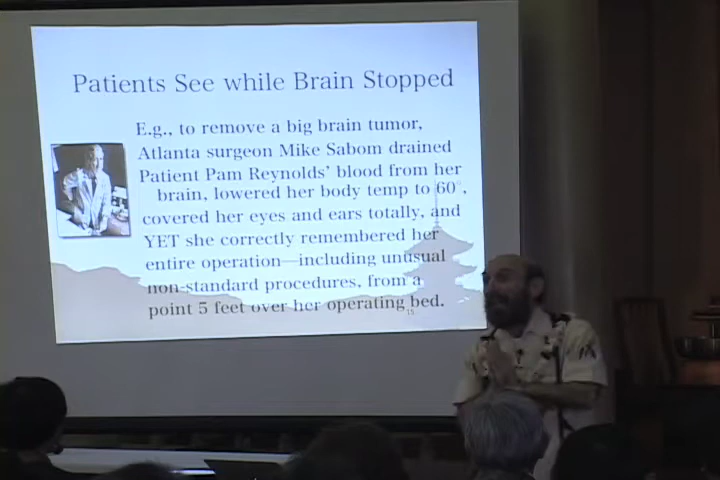 Patients See while Brain Stopped
E.g., to remove a big brain tumor,
Atlanta surgeon Mike Sabom drained
Patient Pam Reynolds’ blood from her
brain, lowered her body temp to 60°,
covered her eyes and ears totally, and
YET she correctly remembered her
entire operation—including unusual
non-standard procedures, from a
point 5 feet over her operating bed.
15